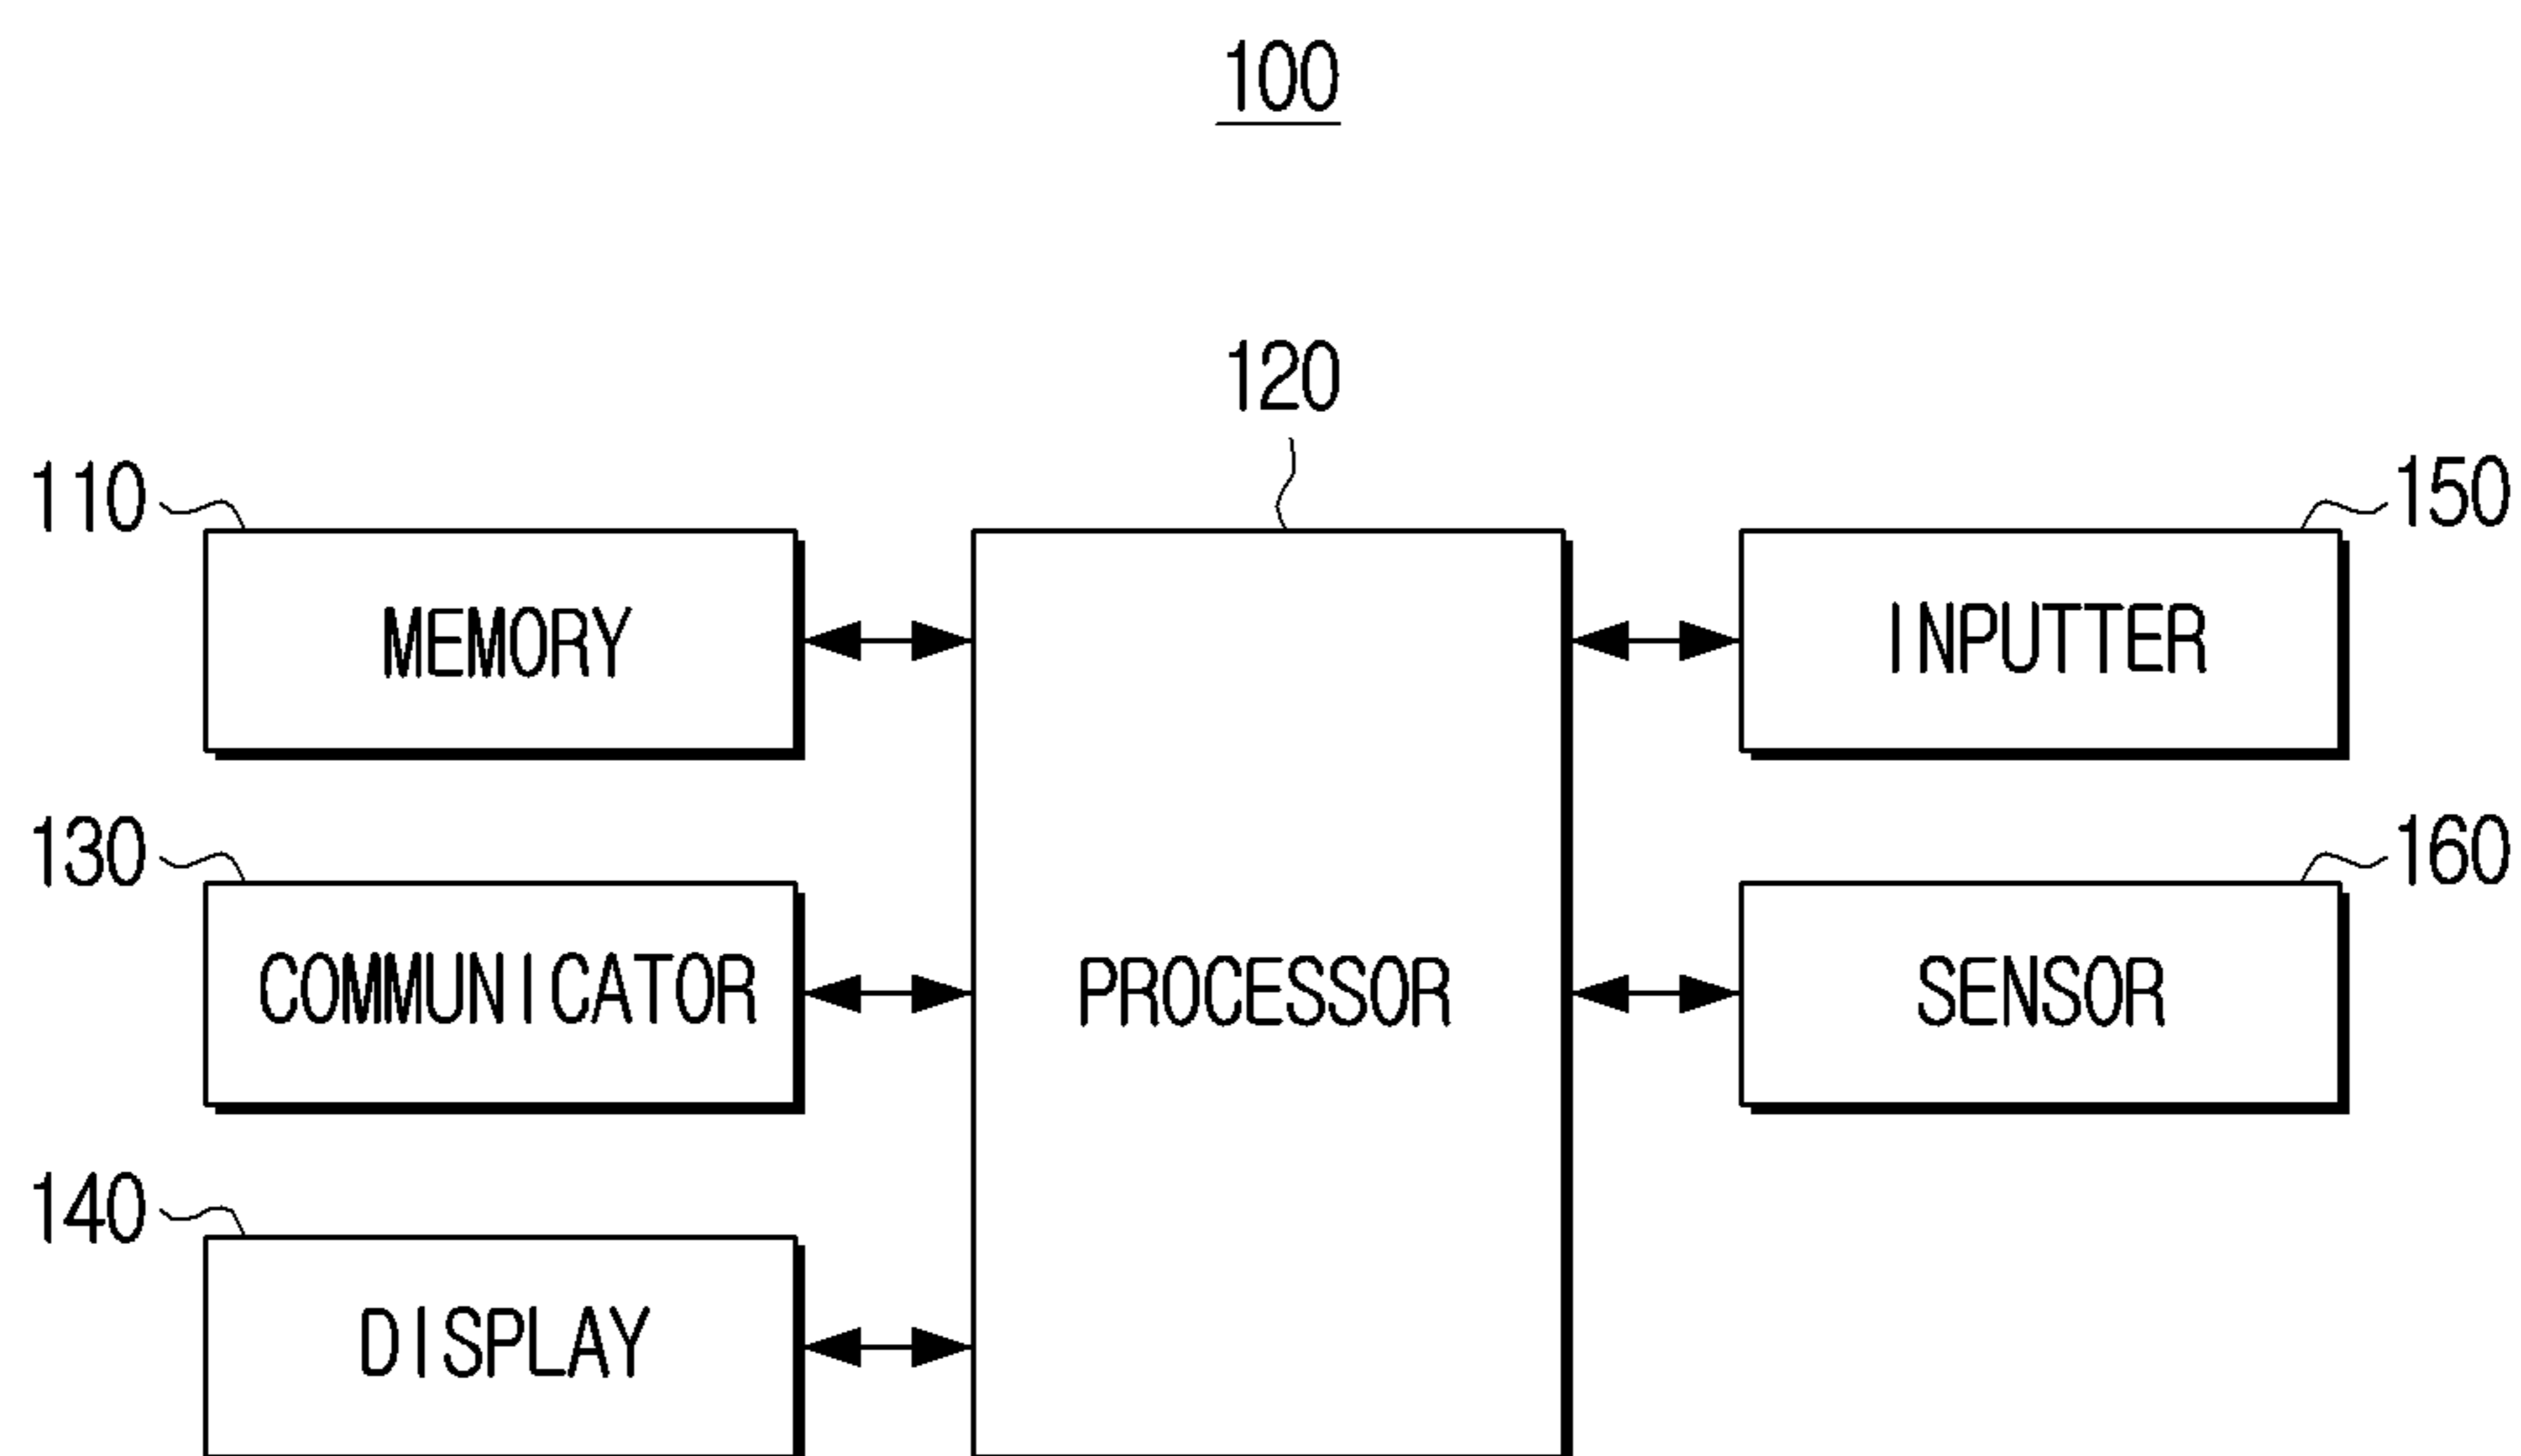 100
120
110
150
MEMORY
INPUTTER
130
160
COMMUNICATOR
PROCESSOR
SENSOR
140
DISPLAY